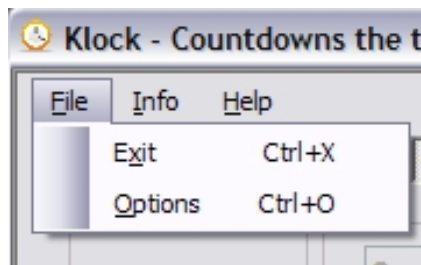 Klock - Countdowns the t
File Info Help
Exit Ctrl+X
Options Ctrl+O